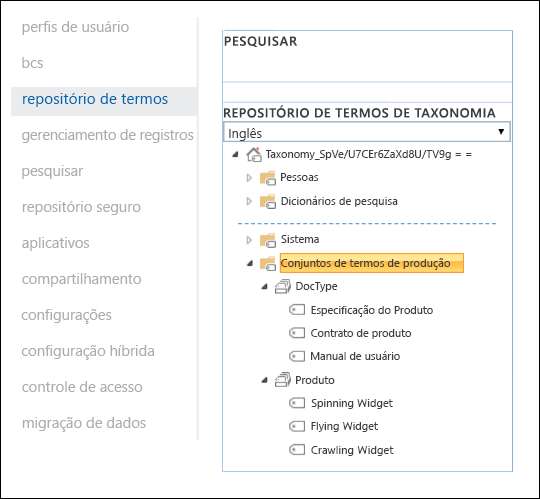 perfis de usuário
bcs
repositório de termos
gerenciamento de registros
pesquisar
repositório seguro
aplicativos
compartilhamento
configurações
configuração híbrida
controle de acesso
migração de dados
PESQUISAR
REPOSITÓRIO DE TERMOS DE TAXONOMIA
Inglês
Taxonomy_SpVe/U7CEr6ZaXd8U/TV9g = =
Pessoas
Dicionários de pesquisa
Sistema
Conjuntos de termos de produção
DocType
Especificação do Produto
Contrato de produto
Manual de usuário
Produto
Spinning Widget
Flying Widget
Crawling Widget